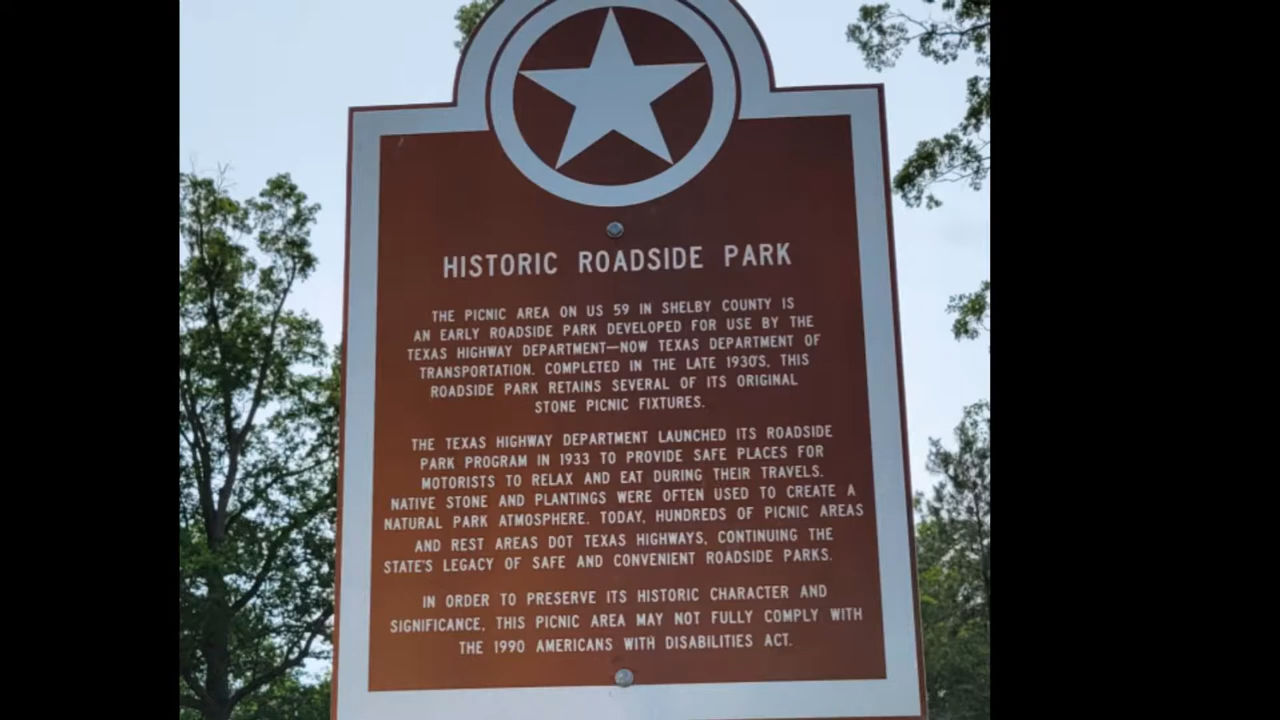 HISTORIC ROADSIDE PARK
THE PICNIC AREA ON US 59 IN SHELBY COUNTY IS
AN EARLY ROADSIDE PARK DEVELOPED FOR USE BY THE
TEXAS HIGHWAY DEPARTMENT—NOW TEXAS DEPARTMENT OF
TRANSPORTATION. COMPLETED IN THE LATE 1930'S, THIS
ROADSIDE PARK RETAINS SEVERAL OF ITS ORIGINAL
STONE PICNIC FIXTURES.
THE TEXAS HIGHWAY DEPARTMENT LAUNCHED ITS ROADSIDE
PARK PROGRAM IN 1933 TO PROVIDE SAFE PLACES FOR
MOTORISTS TO RELAX AND EAT DURING THEIR TRAVELS.
NATIVE STONE AND PLANTINGS WERE OFTEN USED TO CREATE A
NATURAL PARK ATMOSPHERE. TODAY, HUNDREDS OF PICNIC AREAS
AND REST AREAS DOT TEXAS HIGHWAYS, CONTINUING THE
STATE'S LEGACY OF SAFE AND CONVENIENT ROADSIDE PARKS.
IN ORDER TO PRESERVE ITS HISTORIC CHARACTER AND
SIGNIFICANCE, THIS PICNIC AREA MAY NOT FULLY COMPLY WITH
THE 1990 AMERICANS WITH DISABILITIES ACT.